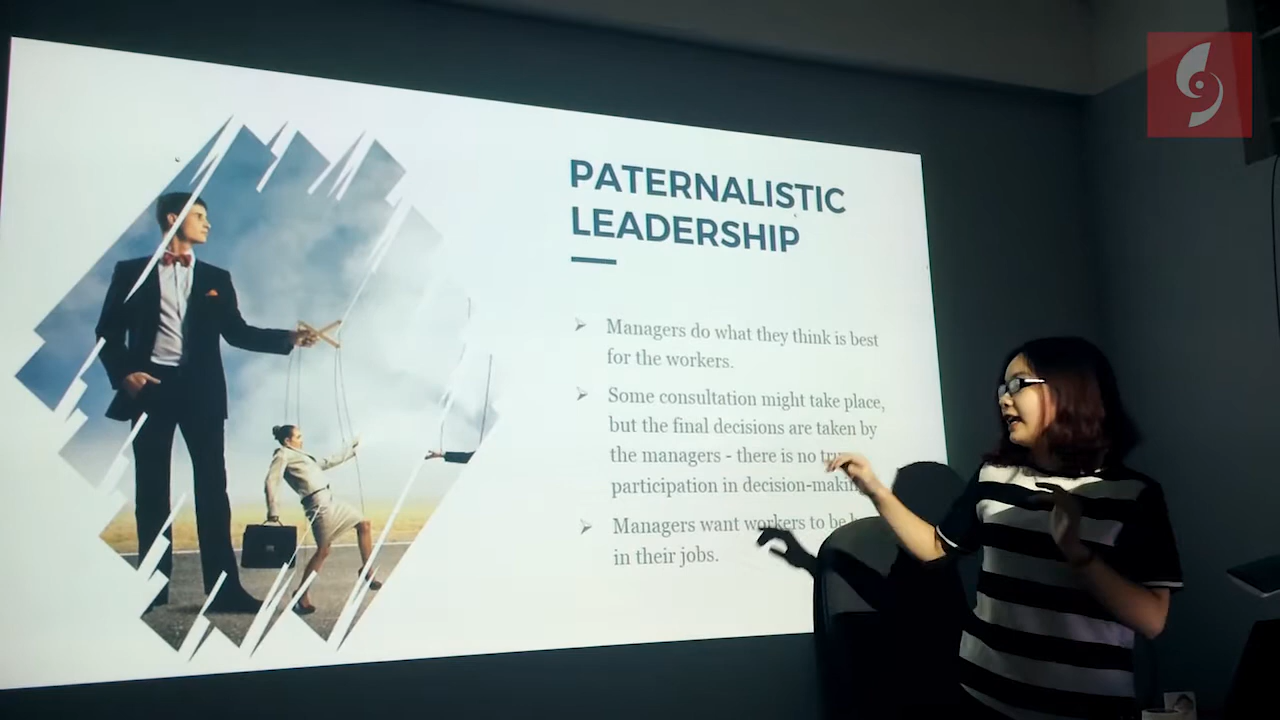 PATERNALISTIC
LEADERSHIP
➢ Managers do what they think is best
for the workers.
➢ Some consultation might take place,
but the final decisions are taken by
the managers - there is no
participation in decision-making
➢ Managers want workers to be
in their jobs.